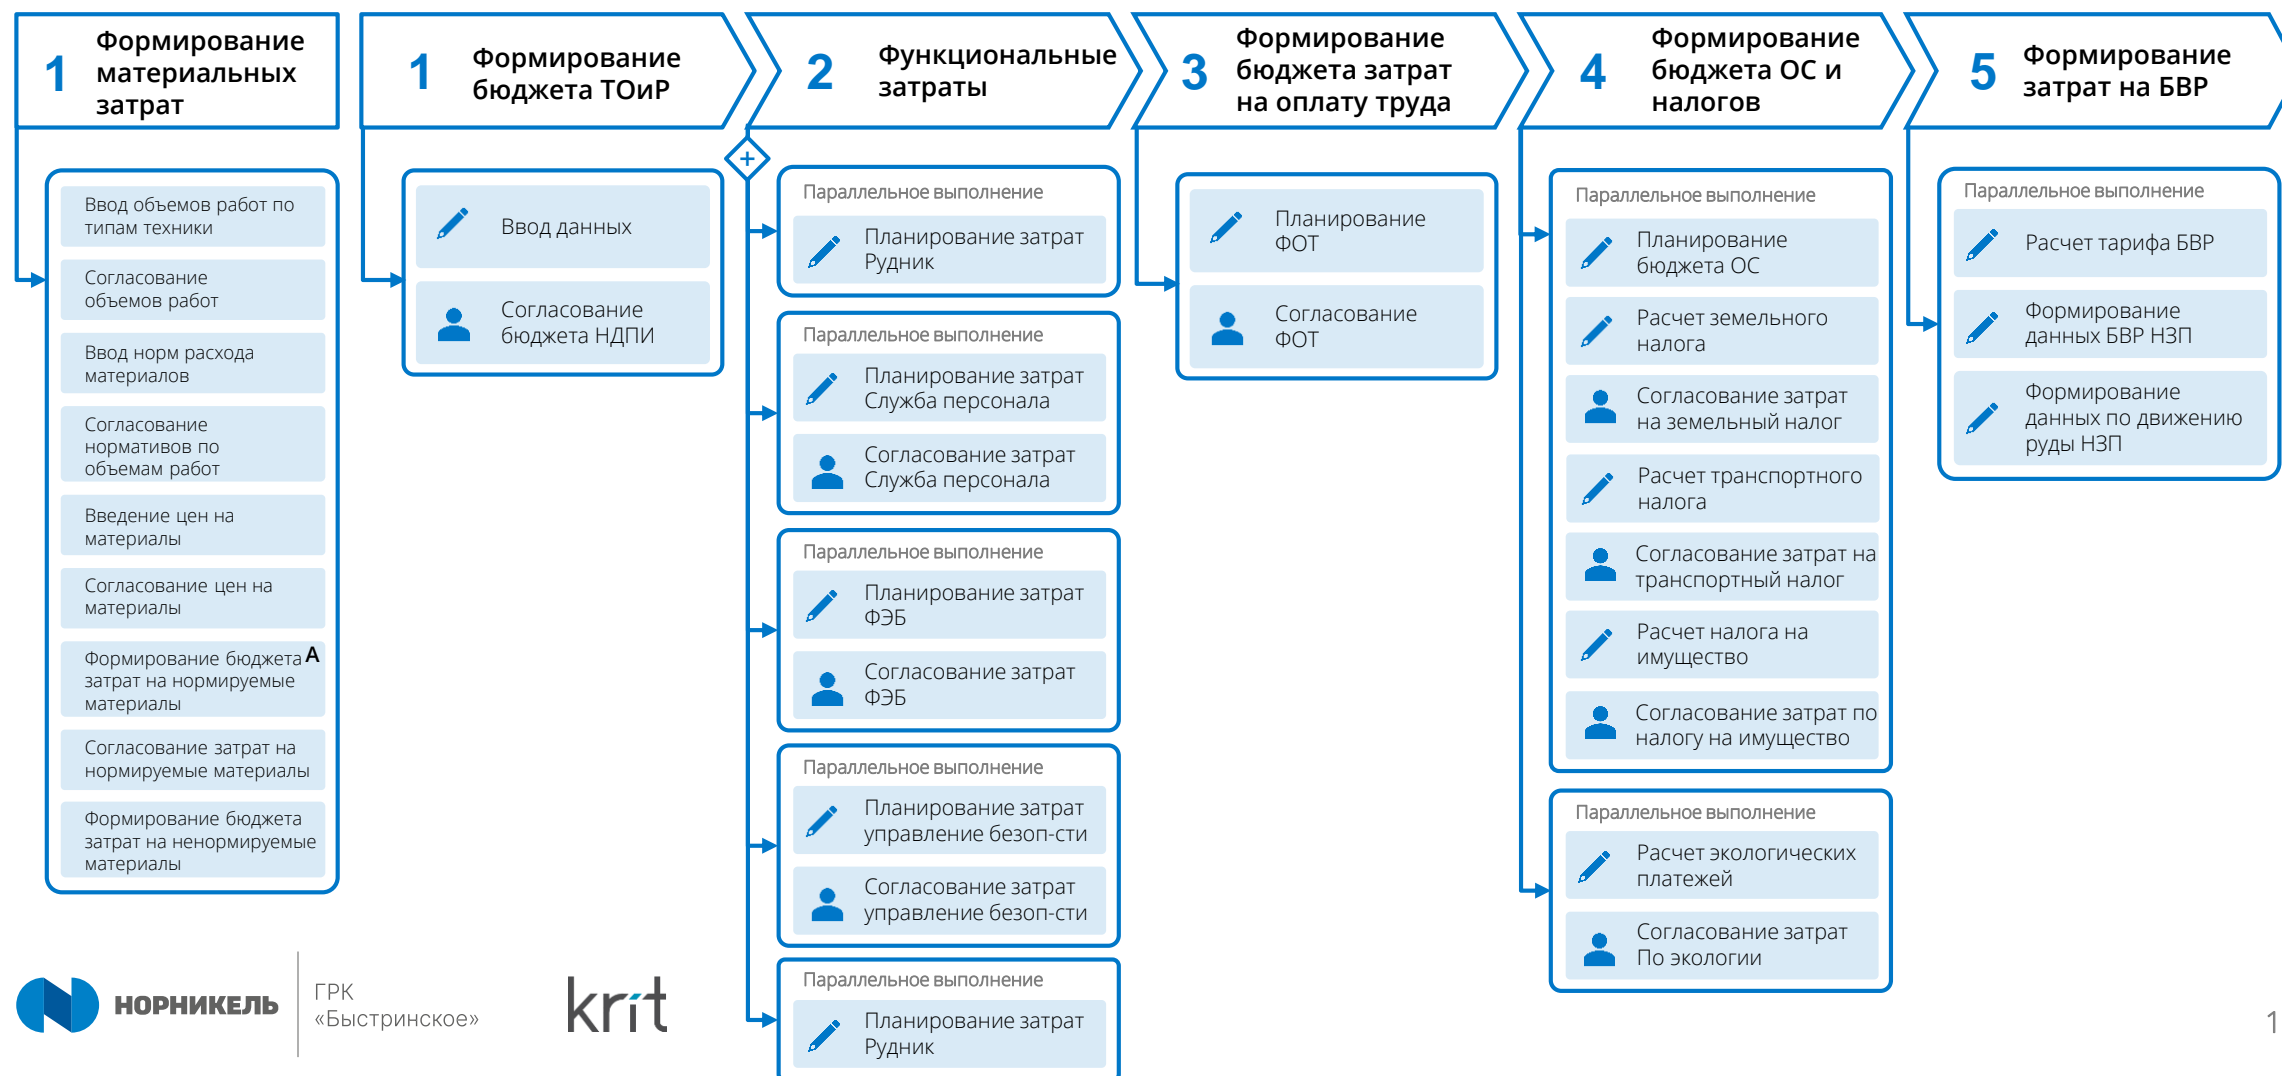 1
Формирование
материальных
затрат
1
Формирование
бюджета ТОиР
2
Функциональные
затраты
3
Формирование
бюджета затрат
на оплату труда
4
Формирование
бюджета ОС и
налогов
5
Формирование
затрат на БВР
Ввод объемов работ по
типам техники
Согласование
объемов работ
Ввод норм расхода
материалов
Согласование
нормативов по
объемам работ
Введение цен на
материалы
Согласование цен на
материалы
Формирование бюджета
A
затрат на нормируемые
материалы
Согласование затрат на
нормируемые материалы
Формирование бюджета
затрат на ненормируемые
материалы
Ввод данных
Согласование
бюджета НДПИ
+
Параллельное выполнение
Планирование затрат
Рудник
Параллельное выполнение
Планирование затрат
Служба персонала
Согласование затрат
Служба персонала
Параллельное выполнение
Планирование затрат
ФЭБ
Согласование затрат
ФЭБ
Параллельное выполнение
Планирование затрат
управление безоп-сти
Согласование затрат
управление безоп-сти
Параллельное выполнение
Планирование затрат
Рудник
Планирование
ФОТ
Согласование
ФОТ
Параллельное выполнение
Планирование
бюджета ОС
Расчет земельного
налога
Согласование затрат
на земельный налог
Расчет транспортного
налога
Согласование затрат на
транспортный налог
Расчет налога на
имущество
Согласование затрат по
налогу на имущество
Параллельное выполнение
Расчет экологических
платежей
Согласование затрат
По экологии
Параллельное выполнение
Расчет тарифа БВР
Формирование
данных БВР НЗП
Формирование
данных по движению
руды НЗП
НОРНИКЕЛЬ
ГРК
«Быстринское»
krit
1